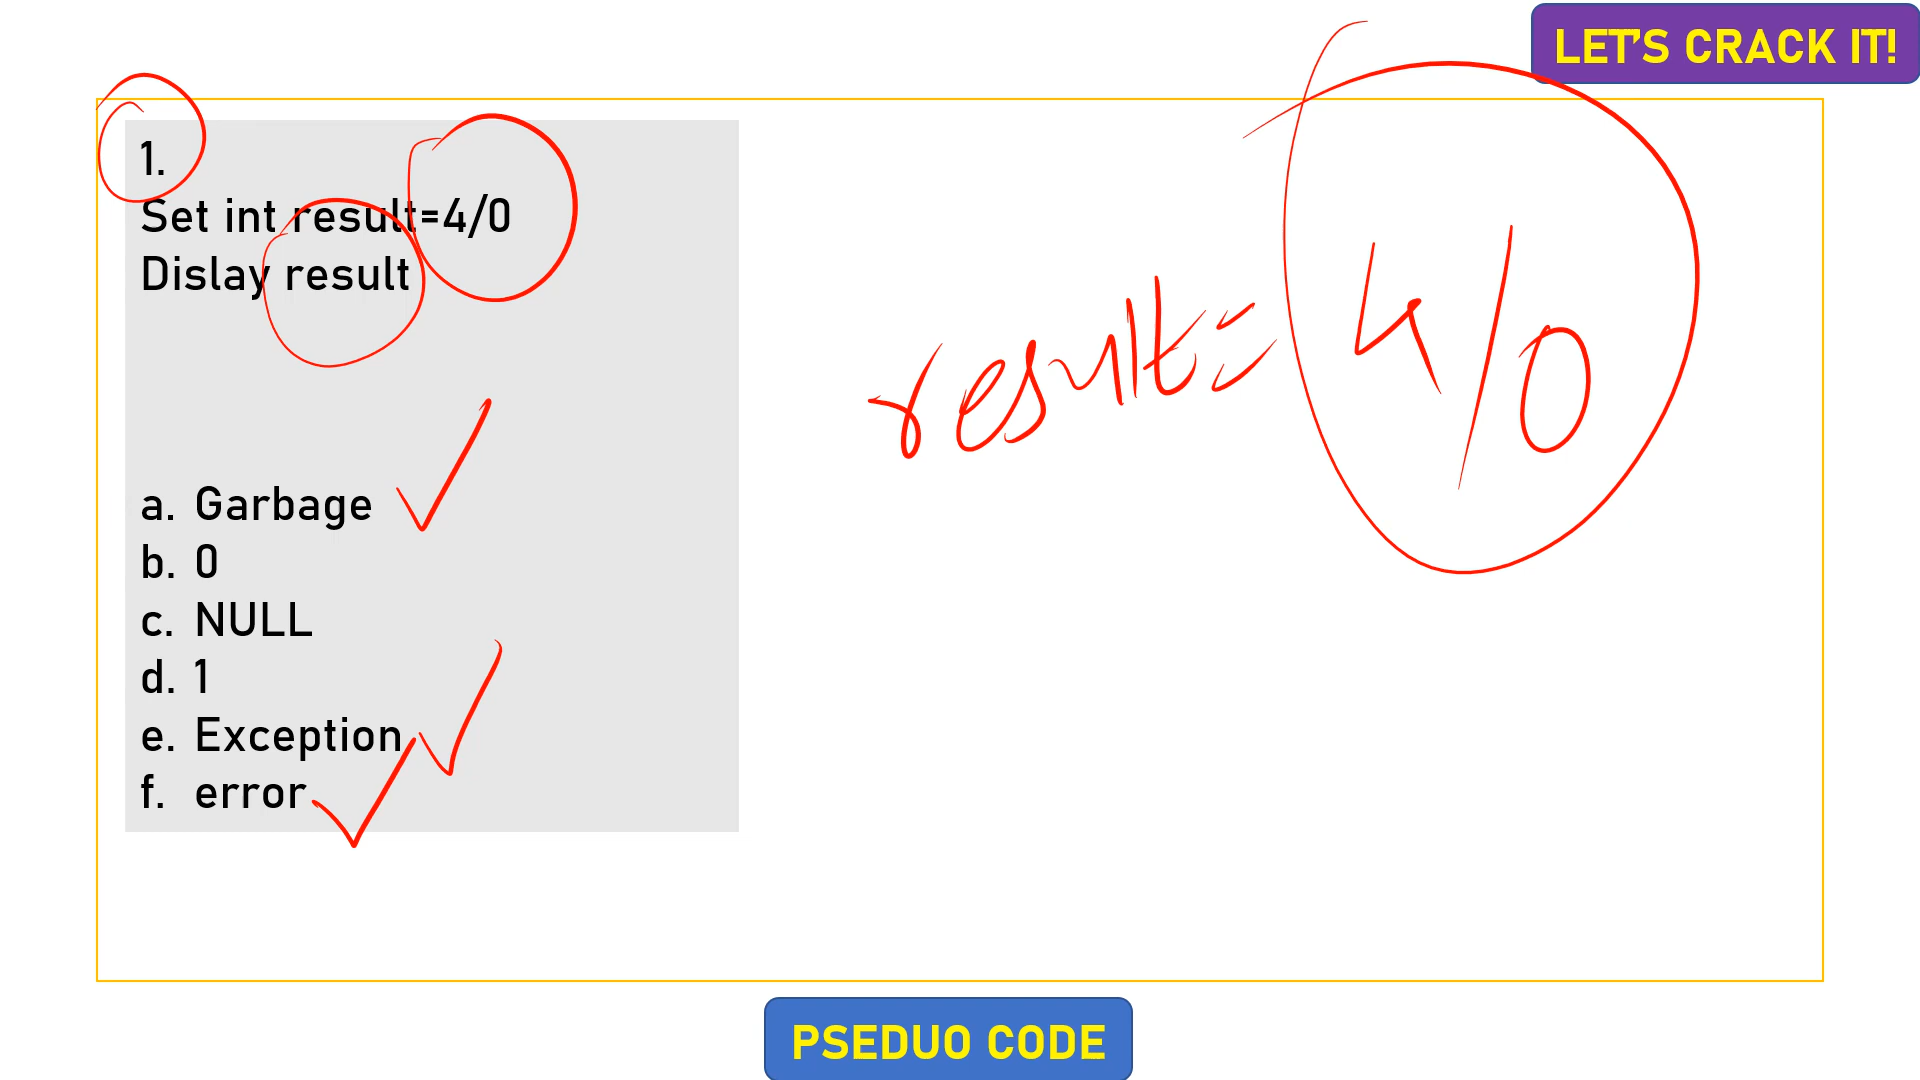 LET'S CRACK IT!
1.
Set int result=4/0
Dislay result
result= 4/0
a. Garbage
b. 0
c. NULL
d. 1
e. Exception
f. error
PSEDUO CODE